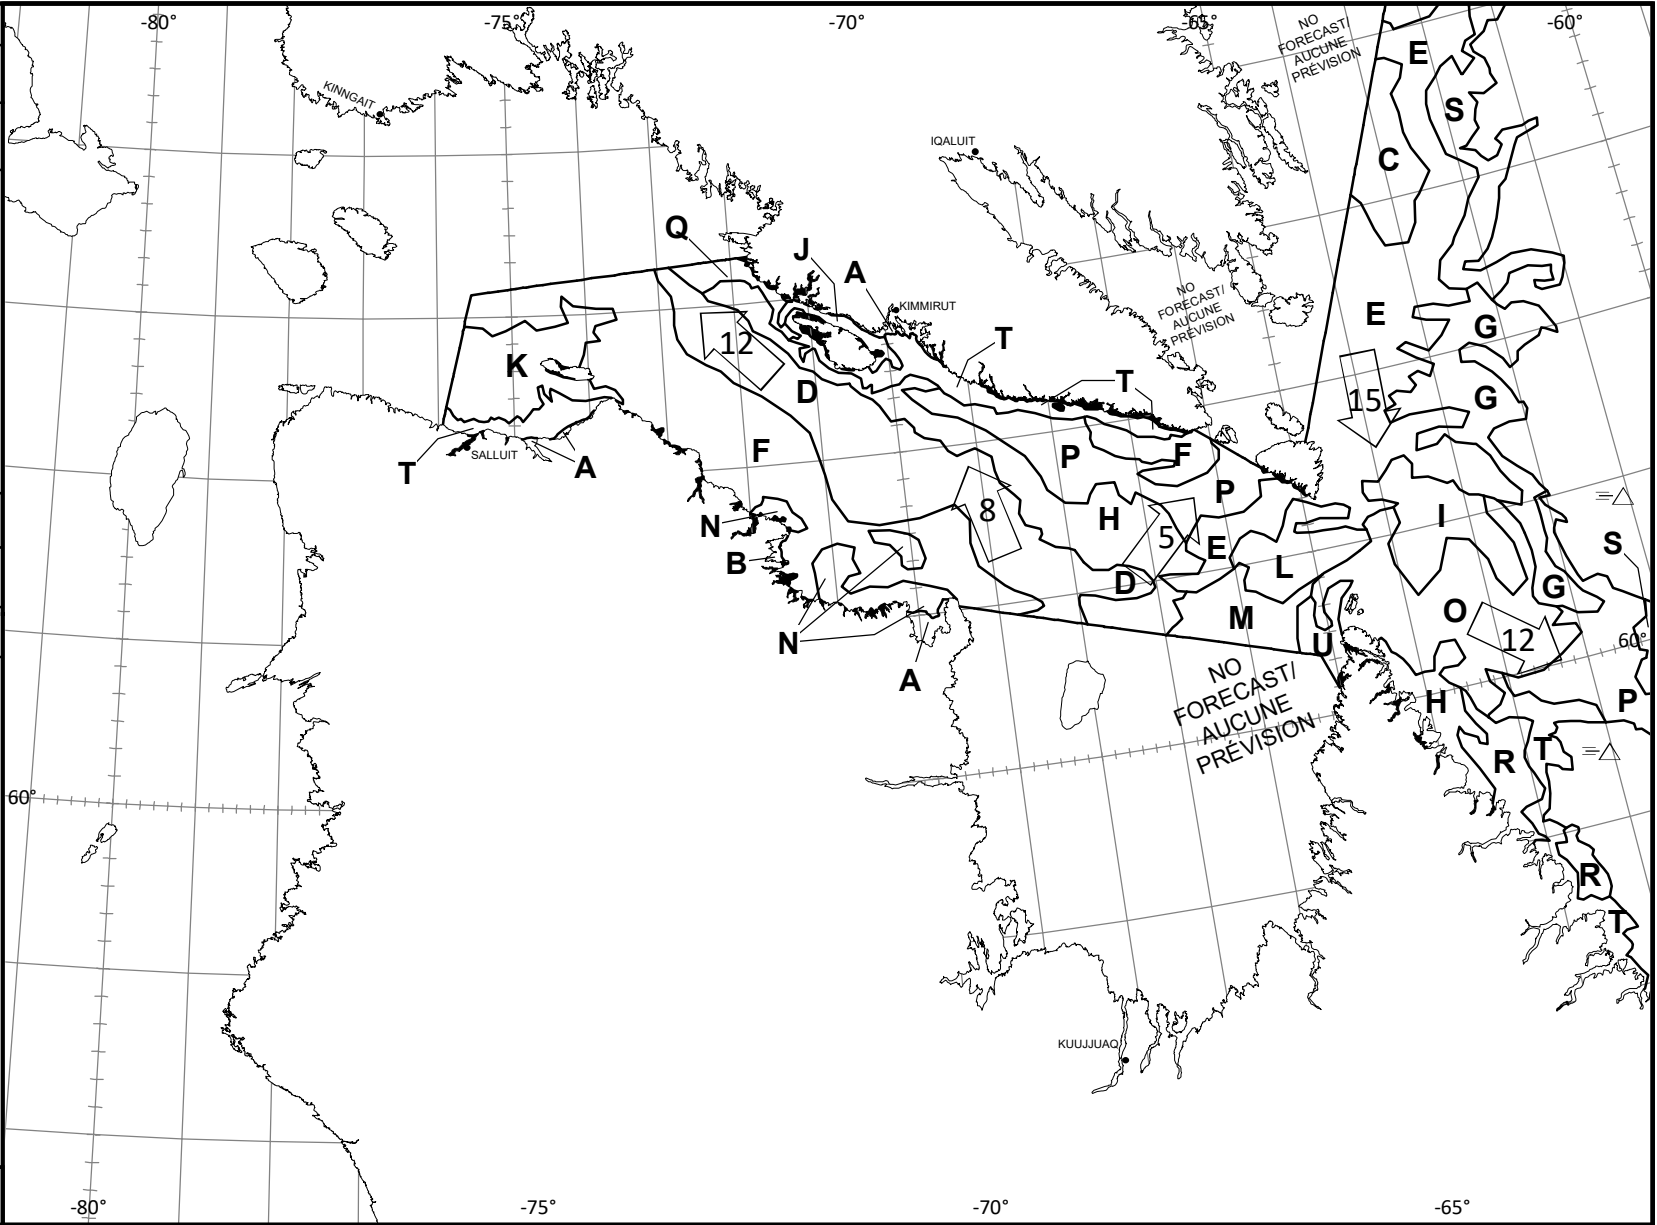 -80°
-75°
-70°
-65°
-60°
NO
FORECAST/
AUCUNE
PRÉVISION
E
S
KINNGAIT
IQALUIT
C
Q
J
A
KIMMIRUT
NO
FORECAST/
AUCUNE
PRÉVISION
E
G
12
T
K
D
T
15
G
F
P
F
T
SALLUIT
A
P
N
8
H
5
E
I
S
B
D
L
G
N
M
O
U
12
60°
A
NO
FORECAST/
AUCUNE
PRÉVISION
H
P
R
T
60°
R
T
KUUJJUAQ
-80°
-75°
-70°
-65°